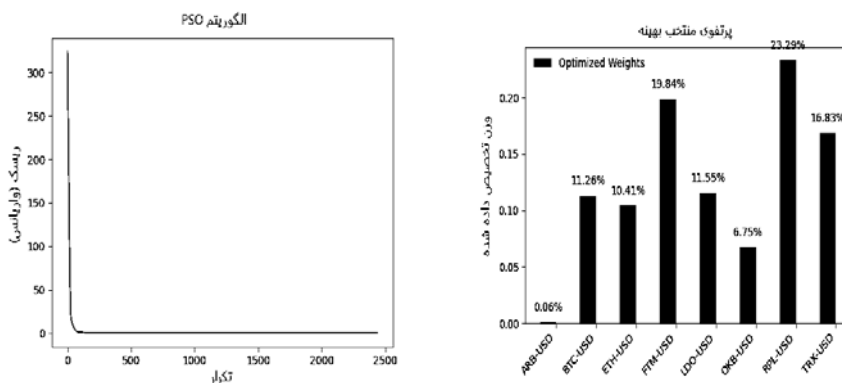 الگوریتم PSO
300
250
200
150
100
50
0
ریسک (واریانس)
0
500
1000
1500
2000
2500
تکرار
پرتفوی منتخب بهینه
Optimized Weights
0.06%
11.26%
10.41%
19.84%
11.55%
6.75%
23.29%
16.83%
0.20
0.15
0.10
0.05
0.00
وزن تخصیص داده شده
ARB-USD
BTC-USD
ETH-USD
FTM-USD
LDO-USD
OKB-USD
RPL-USD
TRX-USD